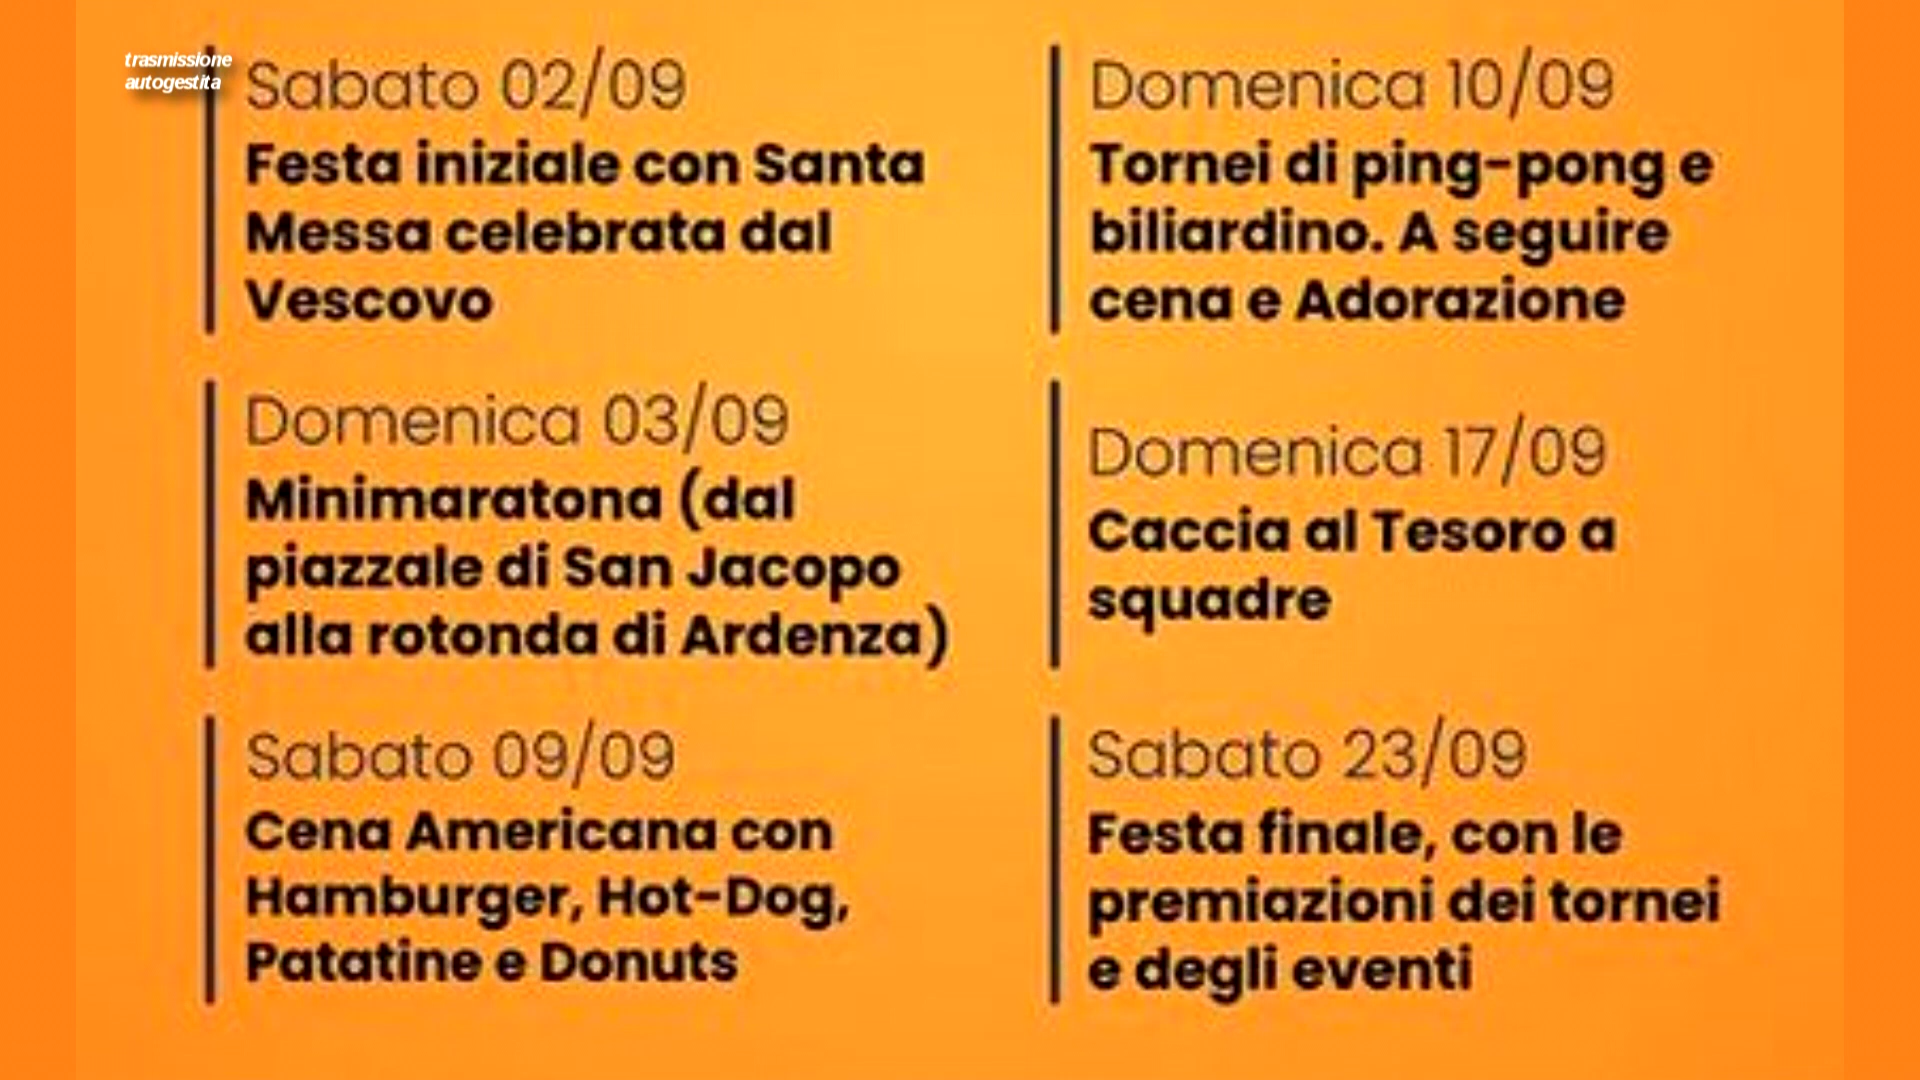 trasmissione
autogestita
Sabato 02/09
Festa iniziale con Santa
Messa celebrata dal
Vescovo
Domenica 03/09
Minimaratona (dal
piazzale di San Jacopo
alla rotonda di Ardenza)
Sabato 09/09
Cena Americana con
Hamburger, Hot-Dog,
Patatine e Donuts
Domenica 10/09
Tornei di ping-pong e
biliardino. A seguire
cena e Adorazione
Domenica 17/09
Caccia al Tesoro a
squadre
Sabato 23/09
Festa finale, con le
premiazioni dei tornei
e degli eventi